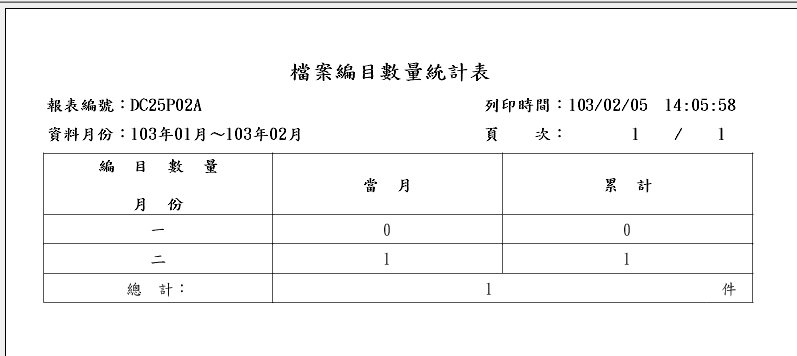 檔案編目數量統計表
報表編號：DC25P02A 列印時間：103/02/05 14:05:58
資料月份：103年01月～103年02月 頁 次： 1 / 1
編 目 數 量
當 月 累 計
月 份
一 0 0
二 1 1
總 計： 1 件